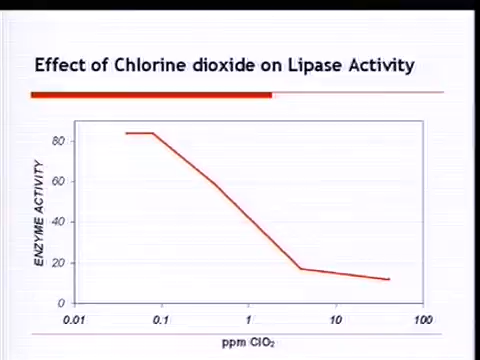 Effect of Chlorine dioxide on Lipase Activity
80
60
40
20
0
ENZYME ACTIVITY
0.01 0.1 1 10 100
ppm ClO₂